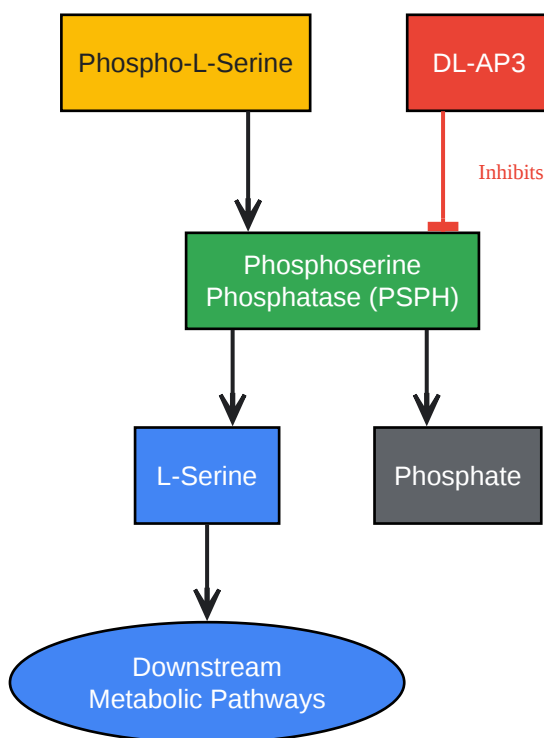 Phospho-L-Serine
DL-AP3
Inhibits
Phosphoserine
Phosphatase (PSPH)
L-Serine
Phosphate
Downstream
Metabolic Pathways